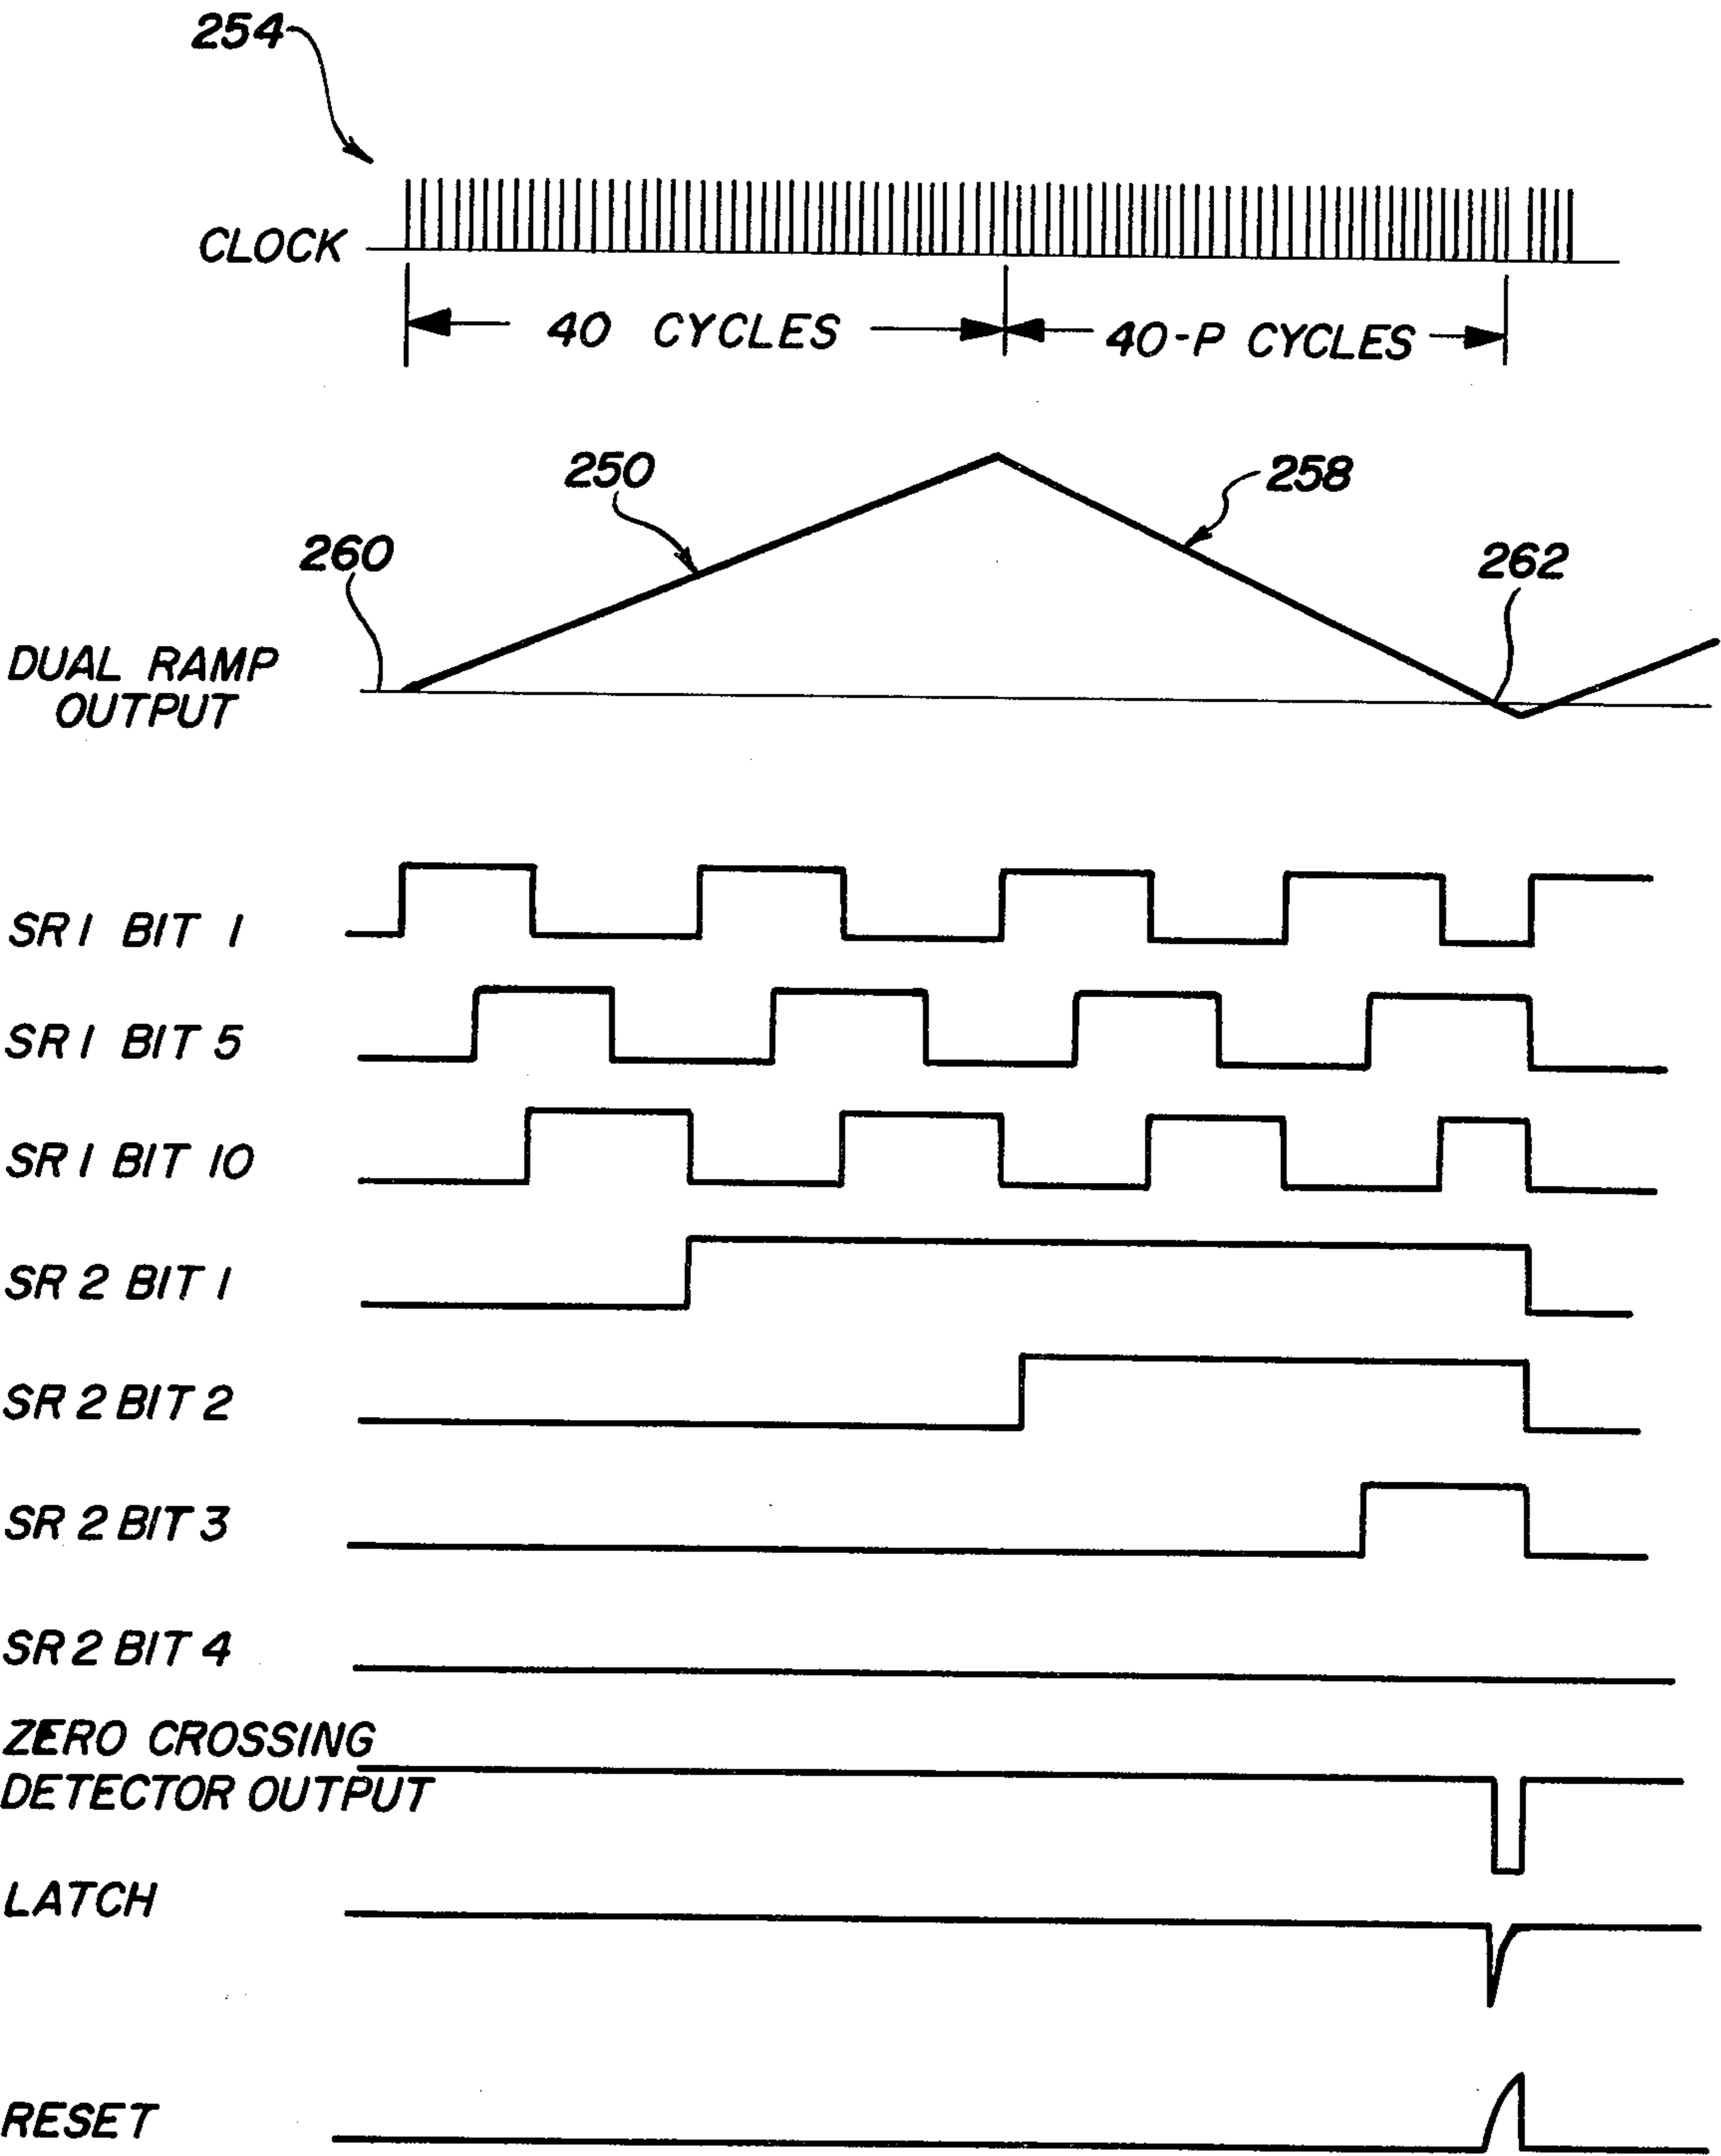 254
CLOCK
40 CYCLES
40-P CYCLES
250
258
260
262
DUAL RAMP
OUTPUT
SR1 BIT 1
SR1 BIT 5
SR1 BIT 10
SR 2 BIT 1
SR 2 BIT 2
SR 2 BIT 3
SR 2 BIT 4
ZERO CROSSING
DETECTOR OUTPUT
LATCH
RESET